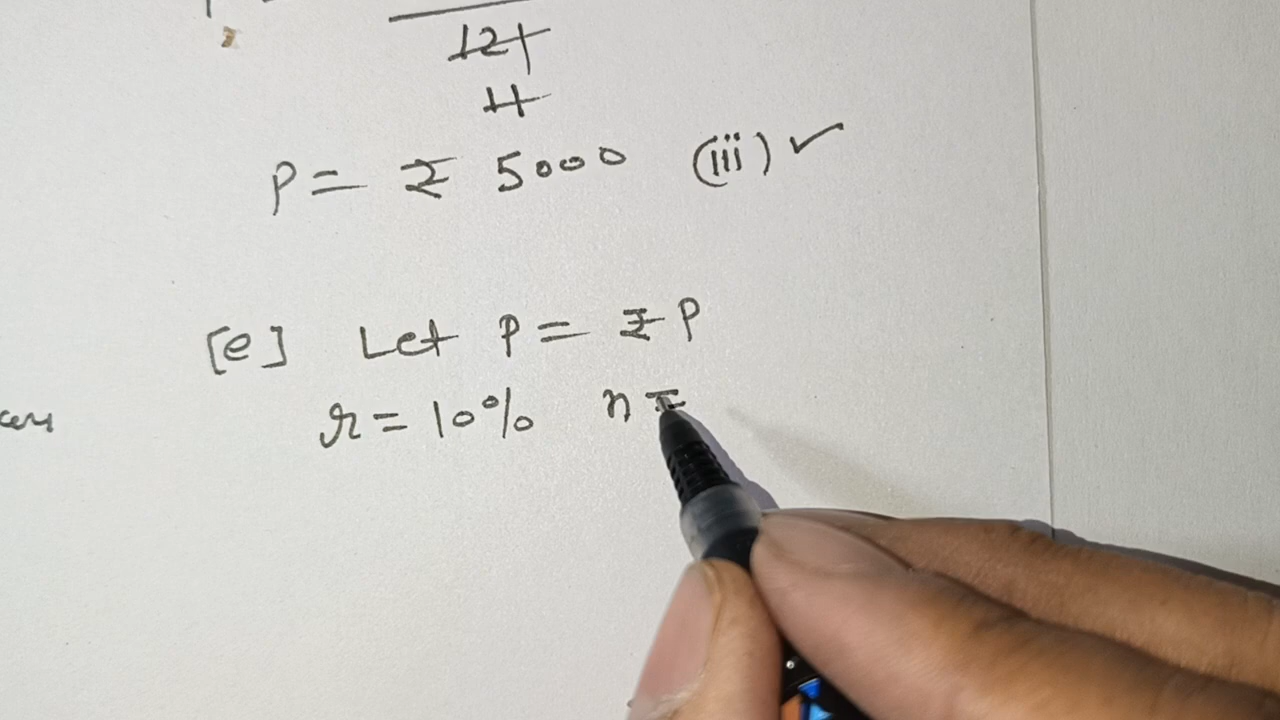 121
11
P = ₹ 5000 (iii) ✓
[e] Let P = ₹ P
r = 10% n =